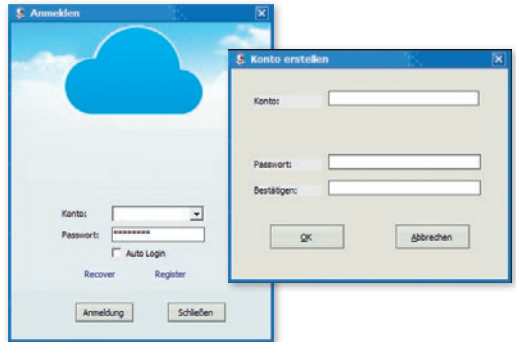 Anmelden
Konto:
Passwort: ********
Auto Login
Recover Register
Anmeldung Schließen
Konto erstellen
Konto:
Passwort:
Bestätigen:
OK Abbrechen